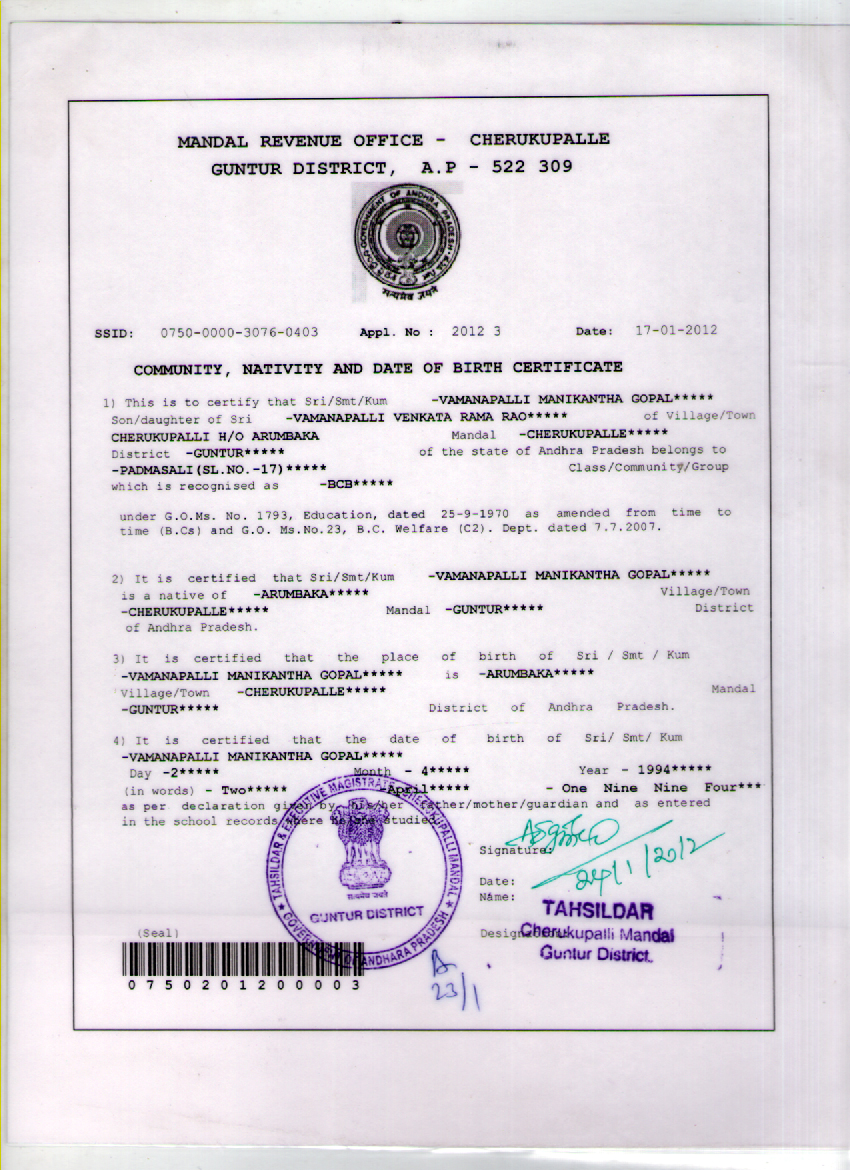 MANDAL REVENUE OFFICE - CHERUKUPALLE
GUNTUR DISTRICT, A.P - 522 309
GOVERNMENT OF ANDHRA PRADESH
सत्यमेव जयते
SSID: 0750-0000-3076-0403 Appl. No : 2012 3 Date: 17-01-2012
COMMUNITY, NATIVITY AND DATE OF BIRTH CERTIFICATE
1) This is to certify that Sri/Smt/Kum -VAMANAPALLI MANIKANTHA GOPAL*****
Son/daughter of Sri -VAMANAPALLI VENKATA RAMA RAO***** of Village/Town
CHERUKUPALLI H/O ARUMBAKA Mandal -CHERUKUPALLE*****
District -GUNTUR***** of the state of Andhra Pradesh belongs to
-PADMASALI(SL.NO.-17)***** Class/Community/Group
which is recognised as -BCB*****
under G.O.Ms. No. 1793, Education, dated 25-9-1970 as amended from time to
time (B.Cs) and G.O. Ms.No.23, B.C. Welfare (C2). Dept. dated 7.7.2007.
2) It is certified that Sri/Smt/Kum -VAMANAPALLI MANIKANTHA GOPAL*****
is a native of -ARUMBAKA***** Village/Town
-CHERUKUPALLE***** Mandal -GUNTUR***** District
of Andhra Pradesh.
3) It is certified that the place of birth of Sri / Smt / Kum
-VAMANAPALLI MANIKANTHA GOPAL***** is -ARUMBAKA*****
Village/Town -CHERUKUPALLE***** Mandal
-GUNTUR***** District of Andhra Pradesh.
4) It is certified that the date of birth of Sri/ Smt/ Kum
-VAMANAPALLI MANIKANTHA GOPAL*****
Day -2***** Month - 4***** Year - 1994*****
(in words) - Two***** -April***** - One Nine Nine Four***
as per declaration given by his/her father/mother/guardian and as entered
in the school records where he/she studied.
TAHSILDAR & EXECUTIVE MAGISTRATE CHERUKUPALLI MANDAL
सत्यमेव जयते
GUNTUR DISTRICT
GOVERNMENT OF ANDHRA PRADESH
Signature:
Date: 24/1/2012
Name:
TAHSILDAR
(Seal) Designation: Cherukupalli Mandal
Guntur District.
0750201200003
23/1